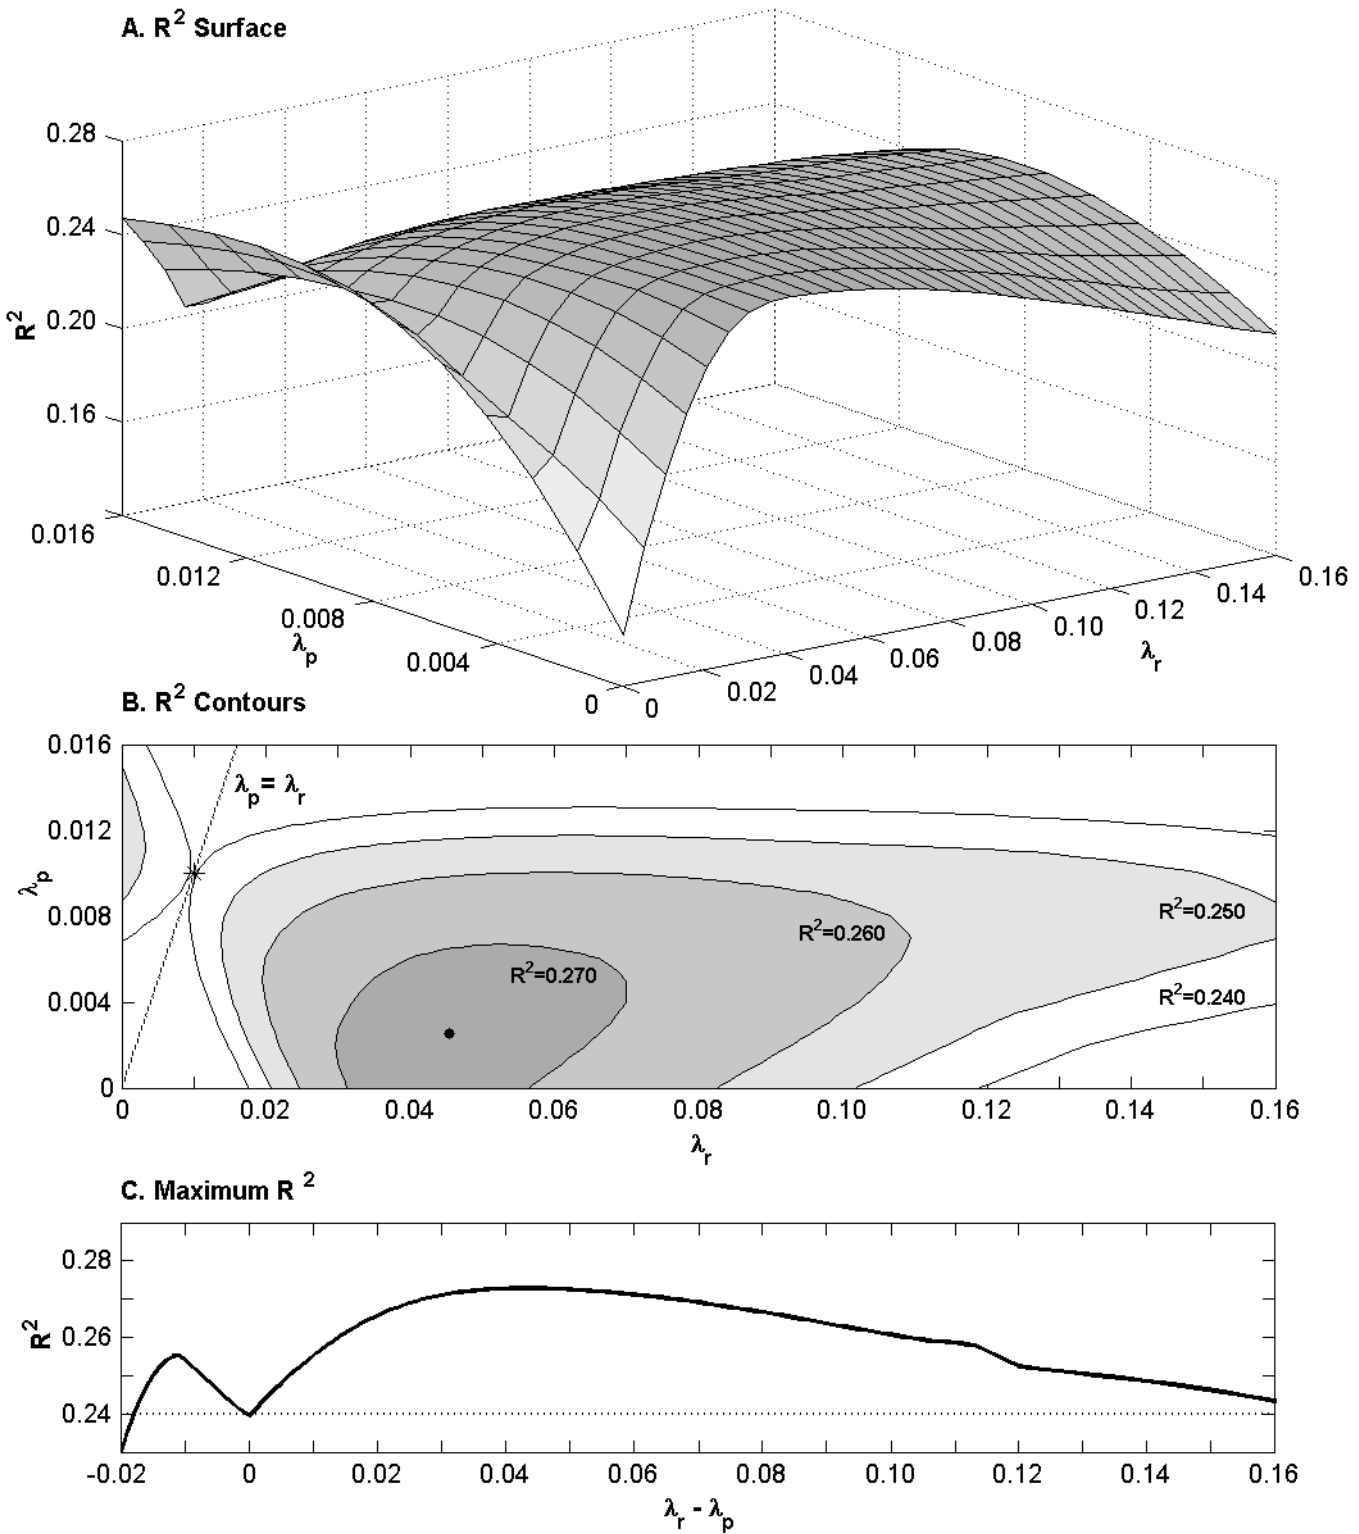 A. R² Surface
0.28
0.24
0.20
0.16
R²
0.016
0.012
0.008
0.004
0
λp
0
0.02
0.04
0.06
0.08
0.10
0.12
0.14
0.16
λr
B. R² Contours
0.016
0.012
0.008
0.004
0
λp
λp = λr
R²=0.250
R²=0.260
R²=0.270
R²=0.240
0 0.02 0.04 0.06 0.08 0.10 0.12 0.14 0.16
λr
C. Maximum R²
0.28
0.26
0.24
R²
-0.02 0 0.02 0.04 0.06 0.08 0.10 0.12 0.14 0.16
λr - λp